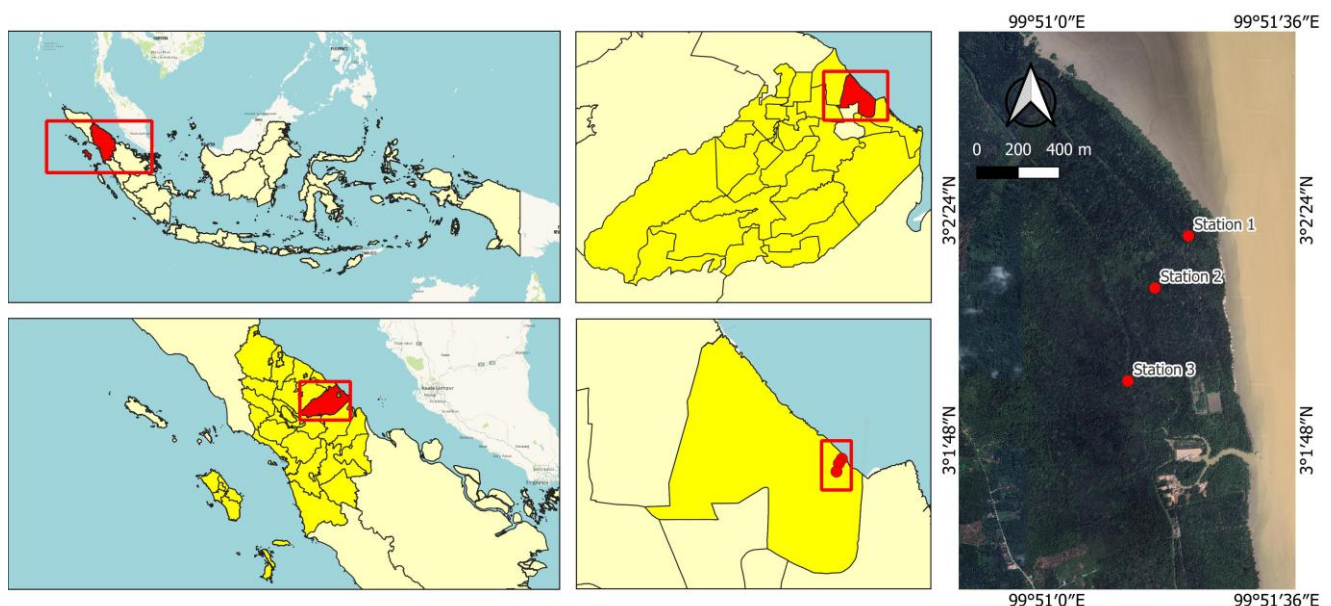 99°51′0″E
99°51′36″E
0 200 400 m
3°2′24″N
3°2′24″N
Station 1
Station 2
Station 3
3°1′48″N
3°1′48″N
99°51′0″E
99°51′36″E